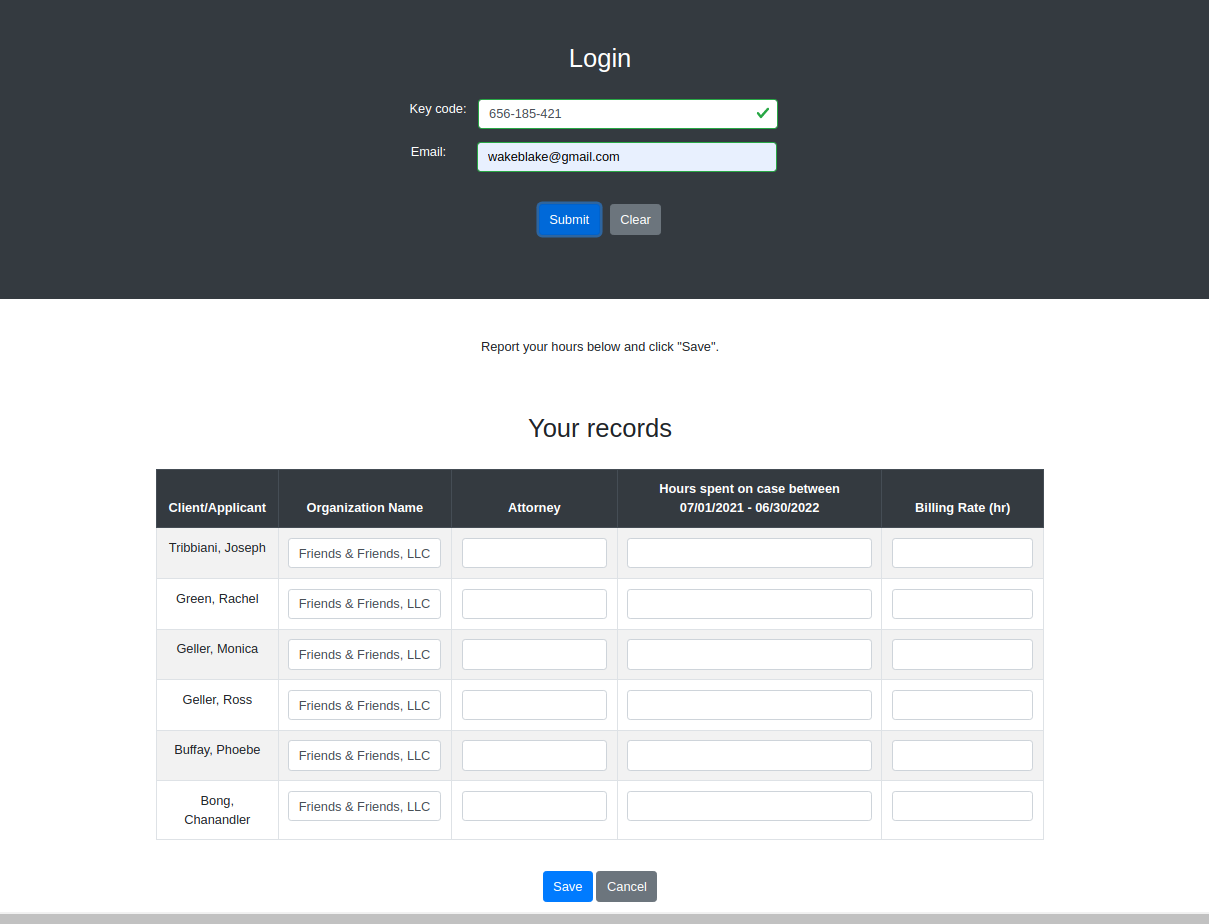 Login
Key code: 656-185-421
Email: wakeblake@gmail.com
Submit Clear
Report your hours below and click "Save".
Your records
Hours spent on case between
Client/Applicant Organization Name Attorney 07/01/2021 - 06/30/2022 Billing Rate (hr)
Tribbiani, Joseph Friends & Friends, LLC
Green, Rachel Friends & Friends, LLC
Geller, Monica Friends & Friends, LLC
Geller, Ross Friends & Friends, LLC
Buffay, Phoebe Friends & Friends, LLC
Bong, Friends & Friends, LLC
Chanandler
Save Cancel